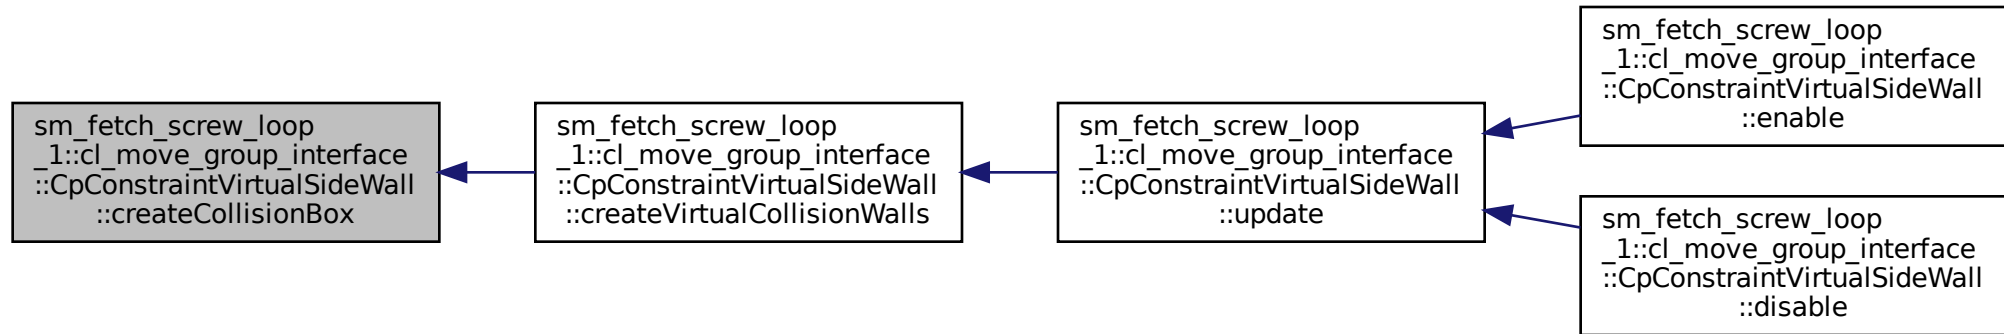 sm_fetch_screw_loop
_1::cl_move_group_interface
::CpConstraintVirtualSideWall
::createCollisionBox
sm_fetch_screw_loop
_1::cl_move_group_interface
::CpConstraintVirtualSideWall
::createVirtualCollisionWalls
sm_fetch_screw_loop
_1::cl_move_group_interface
::CpConstraintVirtualSideWall
::update
sm_fetch_screw_loop
_1::cl_move_group_interface
::CpConstraintVirtualSideWall
::enable
sm_fetch_screw_loop
_1::cl_move_group_interface
::CpConstraintVirtualSideWall
::disable